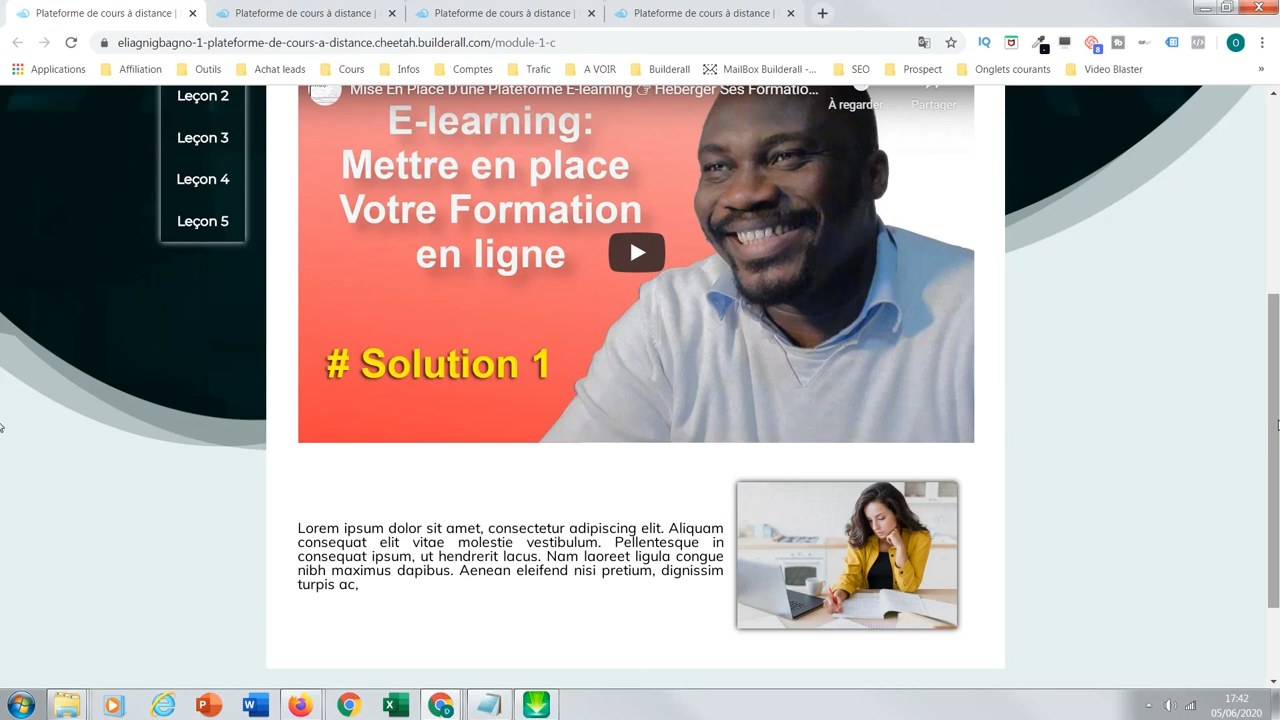 Plateforme de cours à distance |
Plateforme de cours à distance |
Plateforme de cours à distance |
Plateforme de cours à distance |
eliagnigbagno-1-plateforme-de-cours-a-distance.cheetah.builderall.com/module-1-c
IQ
8
O
Applications
Affiliation
Outils
Achat leads
Cours
Infos
Comptes
Trafic
A VOIR
Builderall
MailBox Builderall -...
SEO
Prospect
Onglets courants
Video Blaster
»
Leçon 2
Leçon 3
Leçon 4
Leçon 5
Mise En Place D'une Plateforme E-learning 👉 Héberger Ses Formatio...
À regarder ...
Partager
E-learning:
Mettre en place
Votre Formation
en ligne
# Solution 1
Lorem ipsum dolor sit amet, consectetur adipiscing elit. Aliquam
consequat elit vitae molestie vestibulum. Pellentesque in
consequat ipsum, ut hendrerit lacus. Nam laoreet ligula congue
nibh maximus dapibus. Aenean eleifend nisi pretium, dignissim
turpis ac,
17:42
05/06/2020